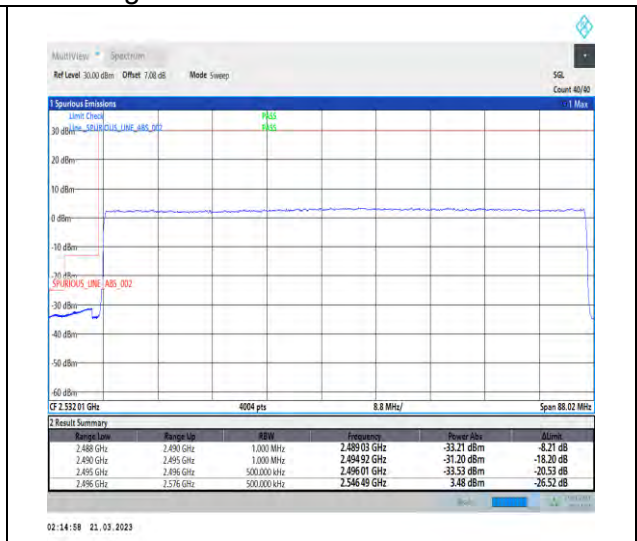 MultiView Spectrum
Ref Level 30.00 dBm Offset 7.08 dB Mode Sweep SGL
Count 40/40
1 Spurious Emissions 1 Max
Limit Check PASS
30 dBm Line _SPURIOUS_LINE_ABS_002 PASS
20 dBm
10 dBm
0 dBm
-10 dBm
-20 dBm
SPURIOUS_LINE_ABS_002
-30 dBm
-40 dBm
-50 dBm
-60 dBm
CF 2.532 01 GHz 4004 pts 8.8 MHz/ Span 88.02 MHz
2 Result Summary
Range Low Range Up RBW Frequency Power Abs ΔLimit
2.488 GHz 2.490 GHz 1.000 MHz 2.489 03 GHz -33.21 dBm -8.21 dB
2.490 GHz 2.495 GHz 1.000 MHz 2.494 92 GHz -31.20 dBm -18.20 dB
2.495 GHz 2.496 GHz 500.000 kHz 2.496 01 GHz -33.53 dBm -20.53 dB
2.496 GHz 2.576 GHz 500.000 kHz 2.546 49 GHz 3.48 dBm -26.52 dB
02:14:58 21.03.2023